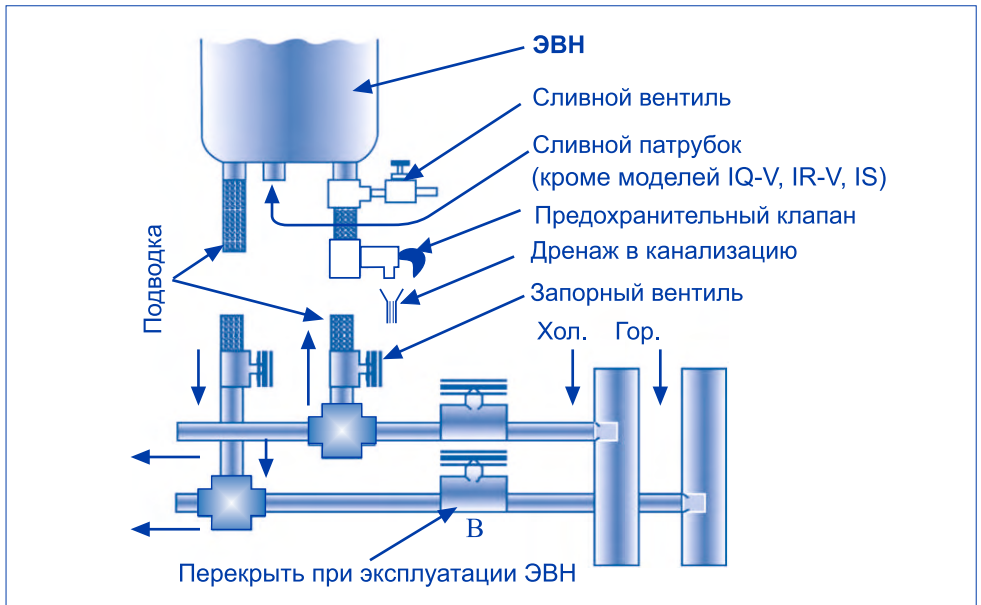 ЭВН
Сливной вентиль
Сливной патрубок
(кроме моделей IQ-V, IR-V, IS)
Предохранительный клапан
Дренаж в канализацию
Запорный вентиль
Подводка
Хол. Гор.
В
Перекрыть при эксплуатации ЭВН